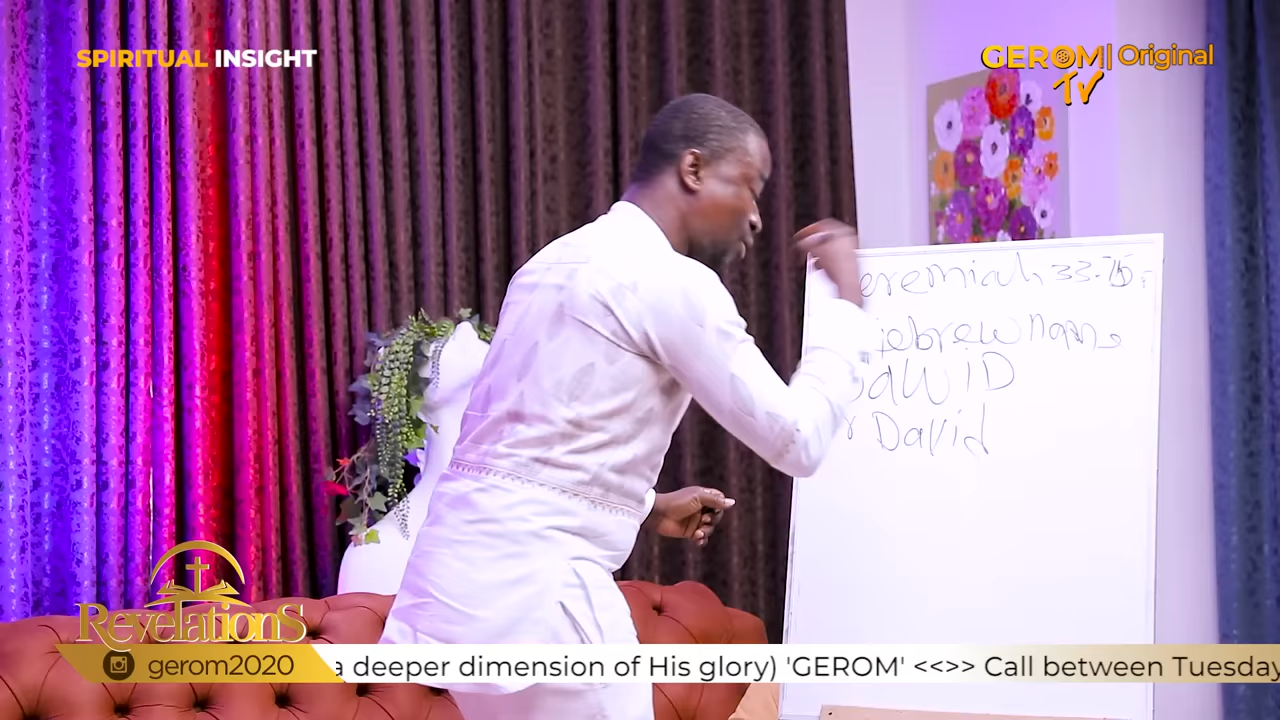 SPIRITUAL INSIGHT
GEROM | Original
TV
eremiah 33-15
ebrew name
aWID
David
RevelationS
gerom2020
a deeper dimension of His glory) 'GEROM' <<>> Call between Tuesday